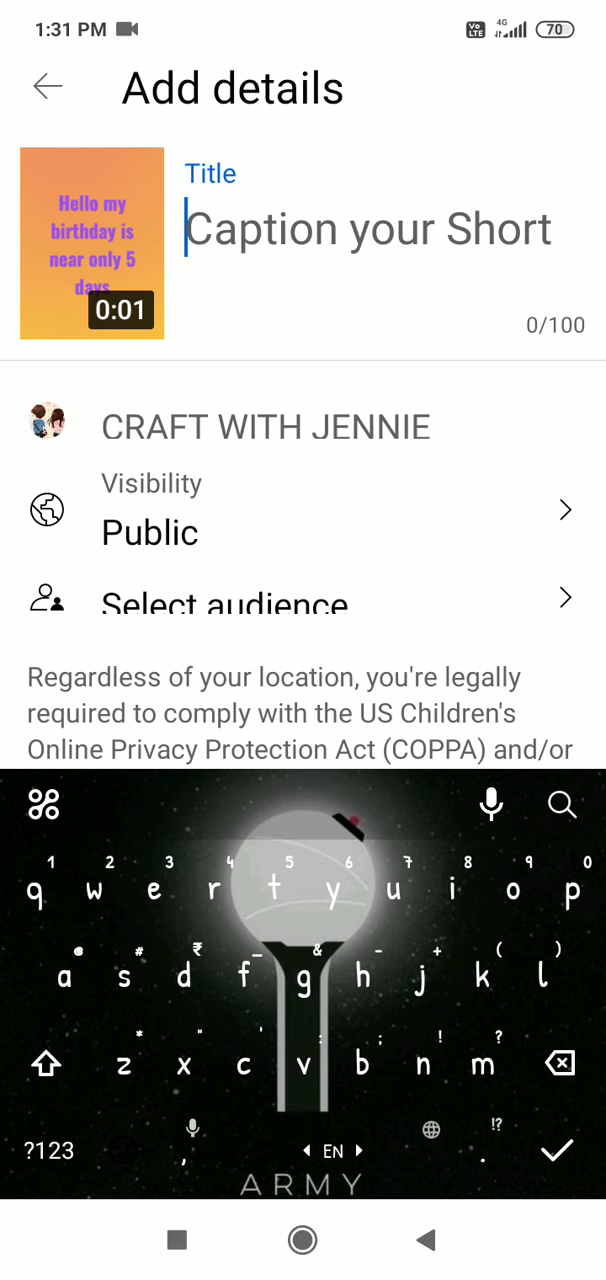 1:31 PM
Vo LTE 4G 70
Add details
Hello my
birthday is
near only 5
days
0:01
Title
Caption your Short
0/100
CRAFT WITH JENNIE
Visibility
Public
Select audience
Regardless of your location, you're legally
required to comply with the US Children's
Online Privacy Protection Act (COPPA) and/or
1 2 3 4 5 6 7 8 9 0
q w e r t y u i o p
@ # ₹ _ & - + ( )
a s d f g h j k l
* " ' : ; ! ?
z x c v b n m
!?
?123 , EN .
ARMY